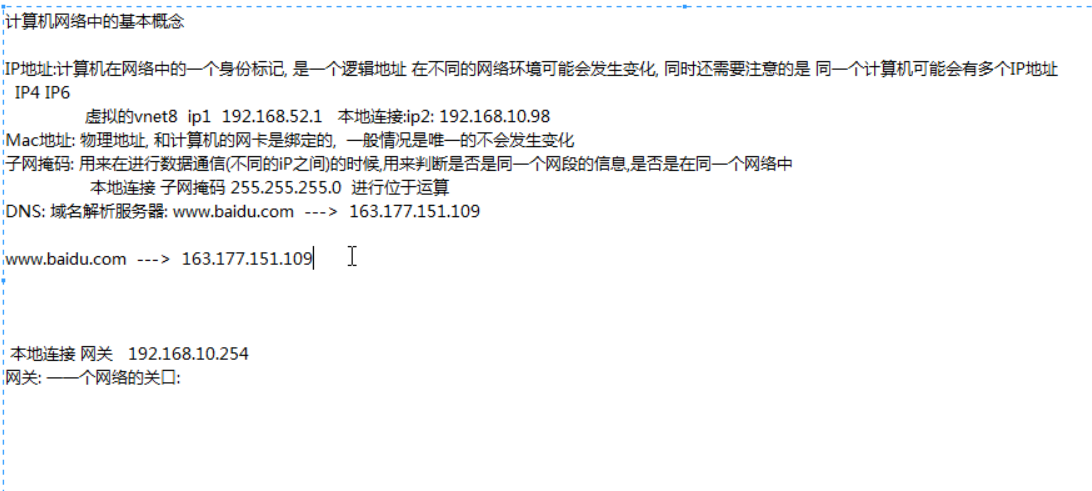 计算机网络中的基本概念
IP地址:计算机在网络中的一个身份标记, 是一个逻辑地址 在不同的网络环境可能会发生变化, 同时还需要注意的是 同一个计算机可能会有多个IP地址
IP4 IP6
虚拟的vnet8 ip1 192.168.52.1 本地连接:ip2: 192.168.10.98
Mac地址: 物理地址, 和计算机的网卡是绑定的, 一般情况是唯一的不会发生变化
子网掩码: 用来在进行数据通信(不同的iP之间)的时候,用来判断是否是同一个网段的信息,是否是在同一个网络中
本地连接 子网掩码 255.255.255.0 进行位于运算
DNS: 域名解析服务器: www.baidu.com ---> 163.177.151.109
www.baidu.com ---> 163.177.151.109
本地连接 网关 192.168.10.254
网关: 一一个网络的关口: